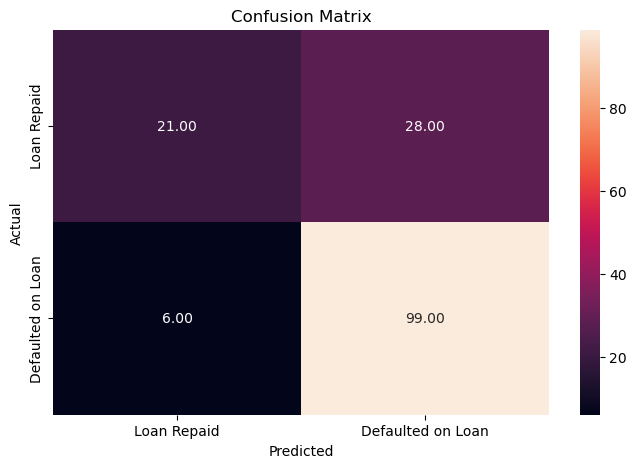 Confusion Matrix
Actual
Loan Repaid
21.00
28.00
Defaulted on Loan
6.00
99.00
Loan Repaid
Defaulted on Loan
Predicted
80
60
40
20